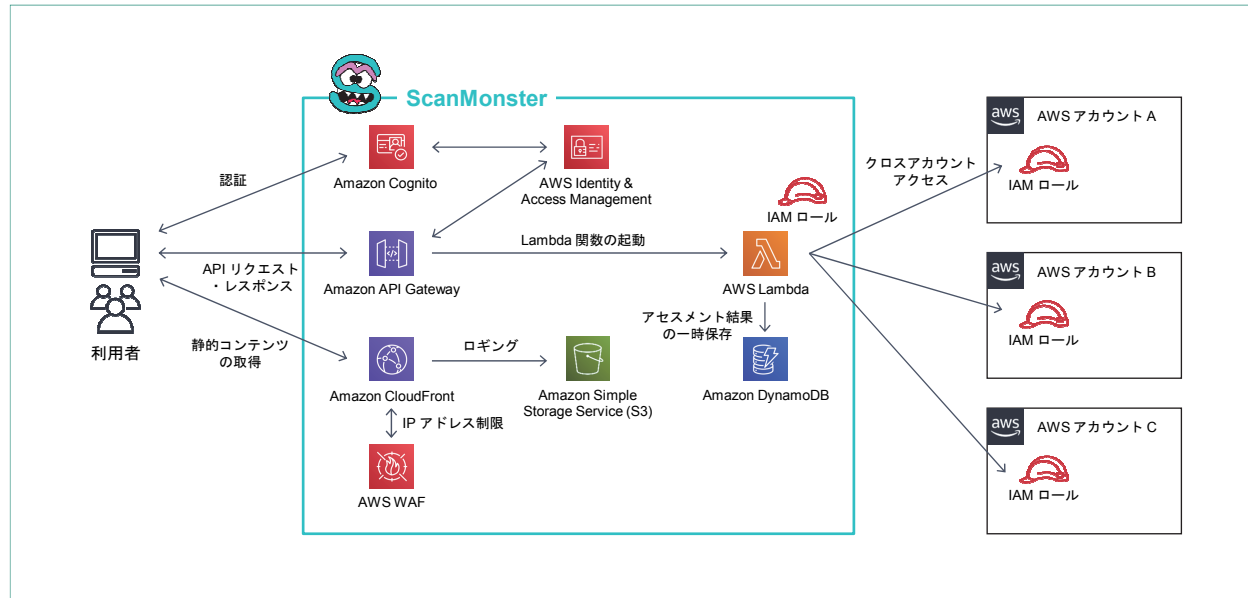 ScanMonster
認証
Amazon Cognito
AWS Identity &
Access Management
IAM ロール
クロスアカウント
アクセス
aws
AWS アカウント A
IAM ロール
API リクエスト
・レスポンス
Amazon API Gateway
Lambda 関数の起動
AWS Lambda
aws
AWS アカウント B
IAM ロール
利用者
静的コンテンツ
の取得
Amazon CloudFront
ロギング
Amazon Simple
Storage Service (S3)
アセスメント結果
の一時保存
Amazon DynamoDB
IP アドレス制限
AWS WAF
aws
AWS アカウント C
IAM ロール